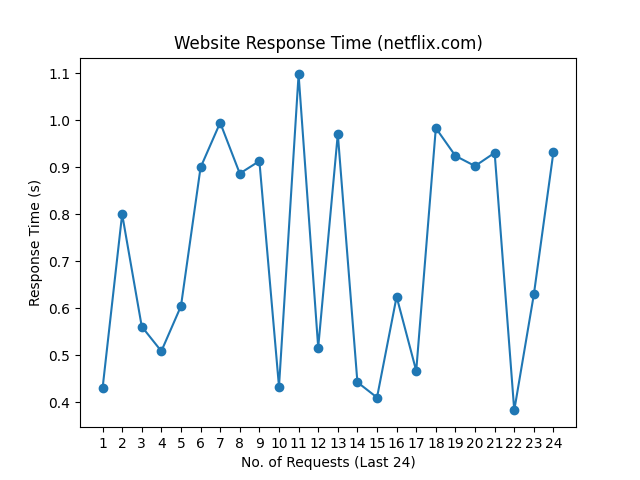 Website Response Time (netflix.com)
1.1
1.0
0.9
0.8
0.7
0.6
0.5
0.4
Response Time (s)
1 2 3 4 5 6 7 8 9 10 11 12 13 14 15 16 17 18 19 20 21 22 23 24
No. of Requests (Last 24)